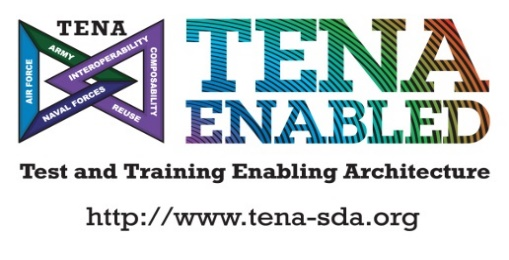 TENA
AIR FORCE
ARMY
INTEROPERABILITY
COMPOSABILITY
NAVAL FORCES
REUSE
TENA
ENABLED
Test and Training Enabling Architecture
http://www.tena-sda.org